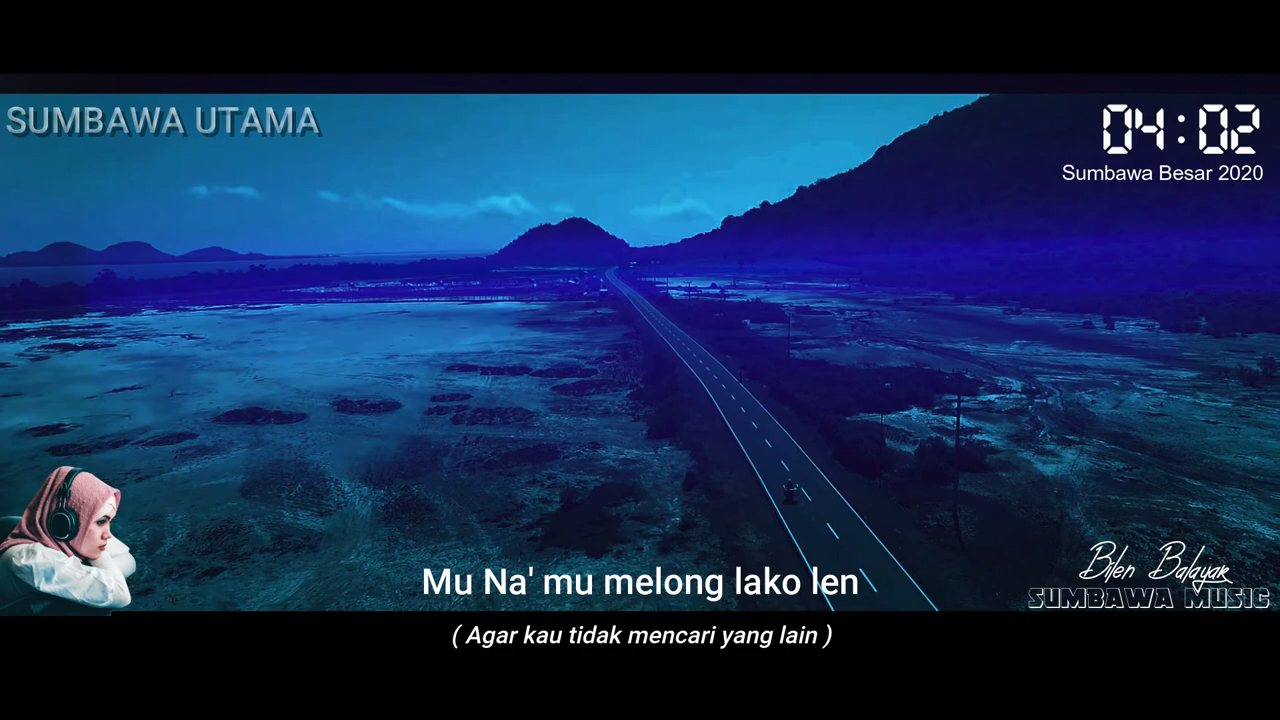 SUMBAWA UTAMA
04:02
Sumbawa Besar 2020
Bilen Balayar
SUMBAWA MUSIC
Mu Na' mu melong lako len
( Agar kau tidak mencari yang lain )